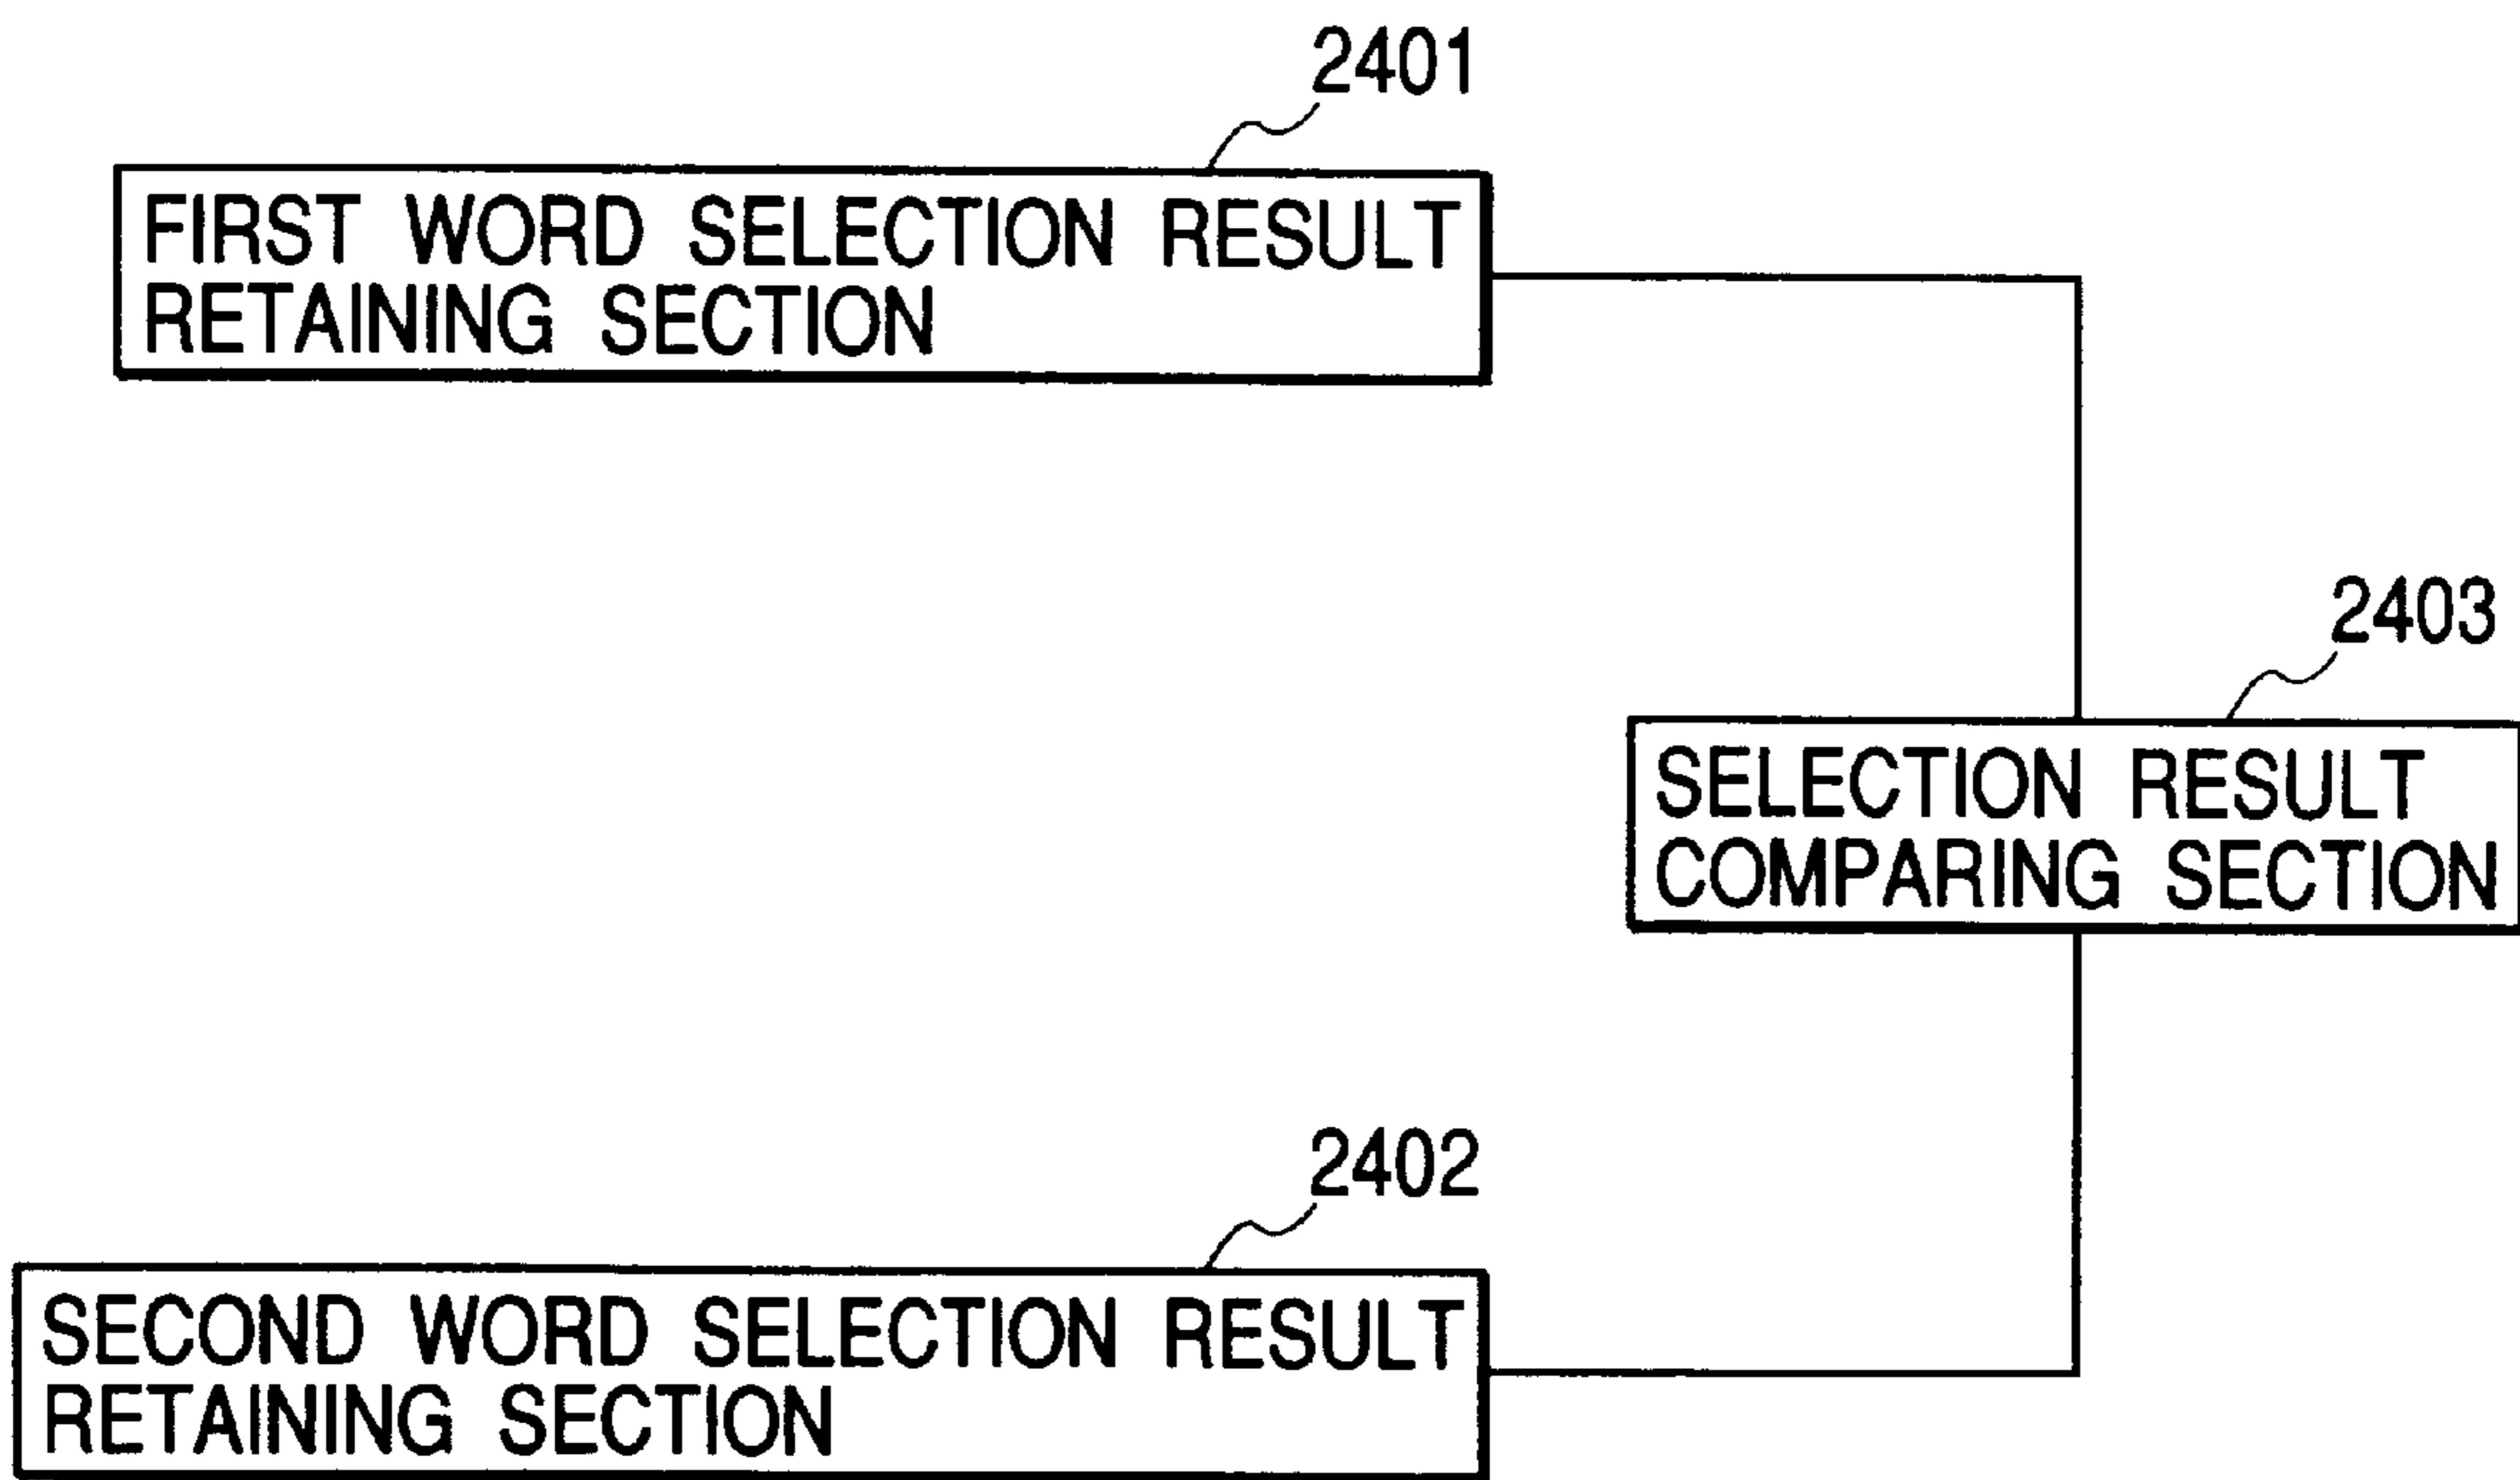 2401
FIRST WORD SELECTION RESULT
RETAINING SECTION
2403
SELECTION RESULT
COMPARING SECTION
2402
SECOND WORD SELECTION RESULT
RETAINING SECTION